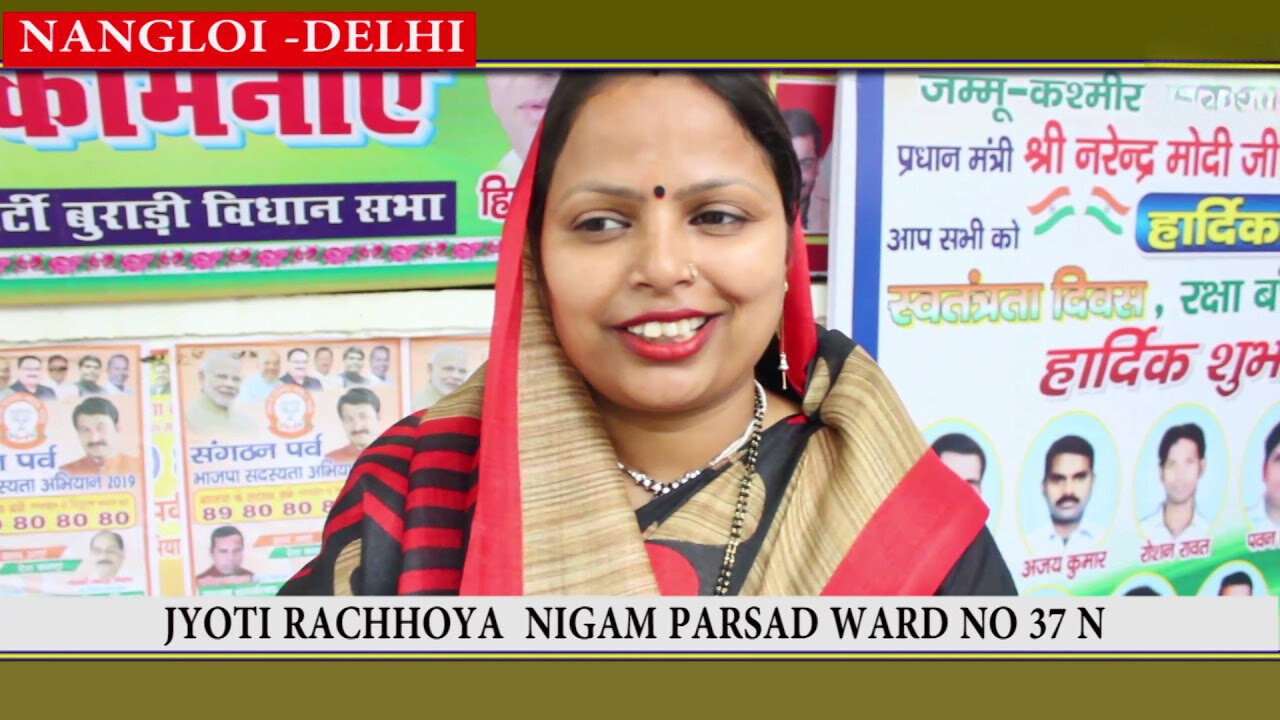 NANGLOI -DELHI
कामनाएं
र्टी बुराड़ी विधान सभा
हि
जम्मू-कश्मीर
प्रधान मंत्री श्री नरेन्द्र मोदी जी
आप सभी को हार्दिक
स्वतंत्रता दिवस, रक्षा बं
हार्दिक शुभ
अजय कुमार
रोशन रावत
पवन
न पर्व
स्यता अभियान 2019
80 80 80
संगठन पर्व
भाजपा सदस्यता अभि
89 80 80 8
JYOTI RACHHOYA NIGAM PARSAD WARD NO 37 N